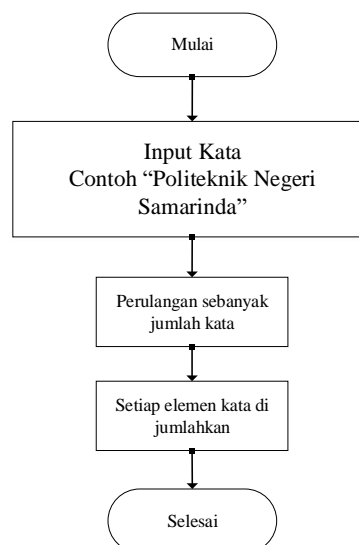 Mulai
Input Kata
Contoh “Politeknik Negeri
Samarinda”
Perulangan sebanyak
jumlah kata
Setiap elemen kata di
jumlahkan
Selesai